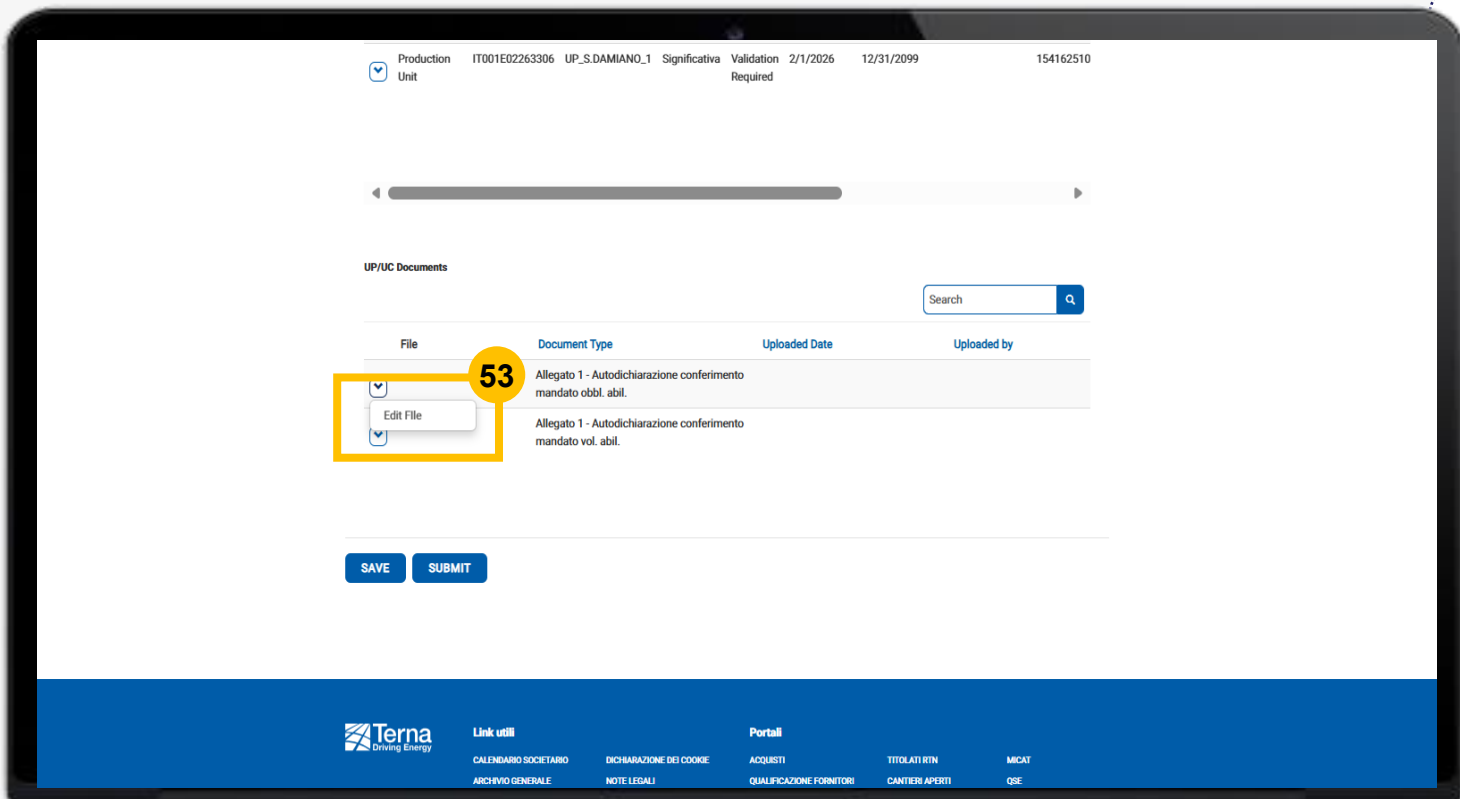 Production IT001E02263306 UP_S.DAMIANO_1 Significativa Validation 2/1/2026 12/31/2099 154162510
Unit Required
UP/UC Documents
Search
File Document Type Uploaded Date Uploaded by
53
Allegato 1 - Autodichiarazione conferimento
mandato obbl. abil.
Edit FIle
Allegato 1 - Autodichiarazione conferimento
mandato vol. abil.
SAVE SUBMIT
Terna
Driving Energy
Link utili Portali
CALENDARIO SOCIETARIO DICHIARAZIONE DEI COOKIE ACQUISTI TITOLATI RTN MICAT
ARCHIVIO GENERALE NOTE LEGALI QUALIFICAZIONE FORNITORI CANTIERI APERTI QSE